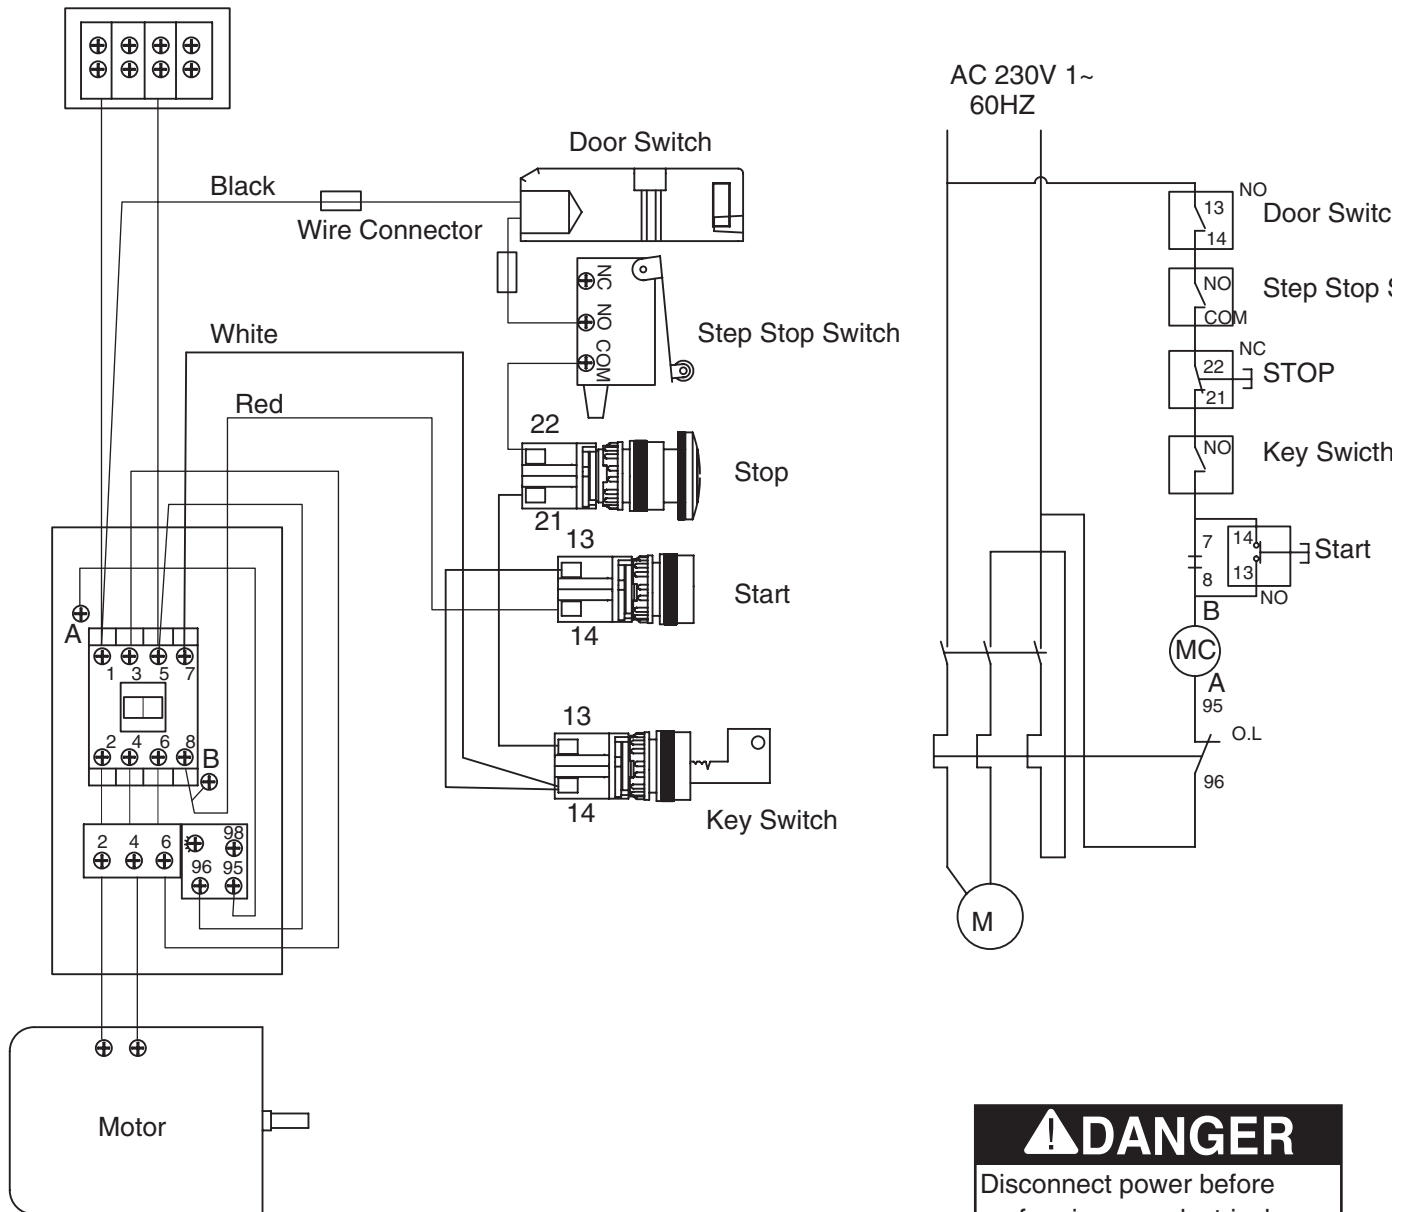 AC 230V 1~
60HZ
Door Switch
Black
Wire Connector
NC
NO
COM
Step Stop Switch
White
Red
22
Stop
21
13
Start
14
A
1 3 5 7
2 4 6 8
B
13
14
Key Switch
2 4 6
98
96 95
Motor
NO
13
Door Switc
14
NO
Step Stop
COM
NC
22
STOP
21
NO
Key Swicth
7
14
Start
8
13
NO
B
MC
A
95
O.L
96
M
DANGER
Disconnect power before